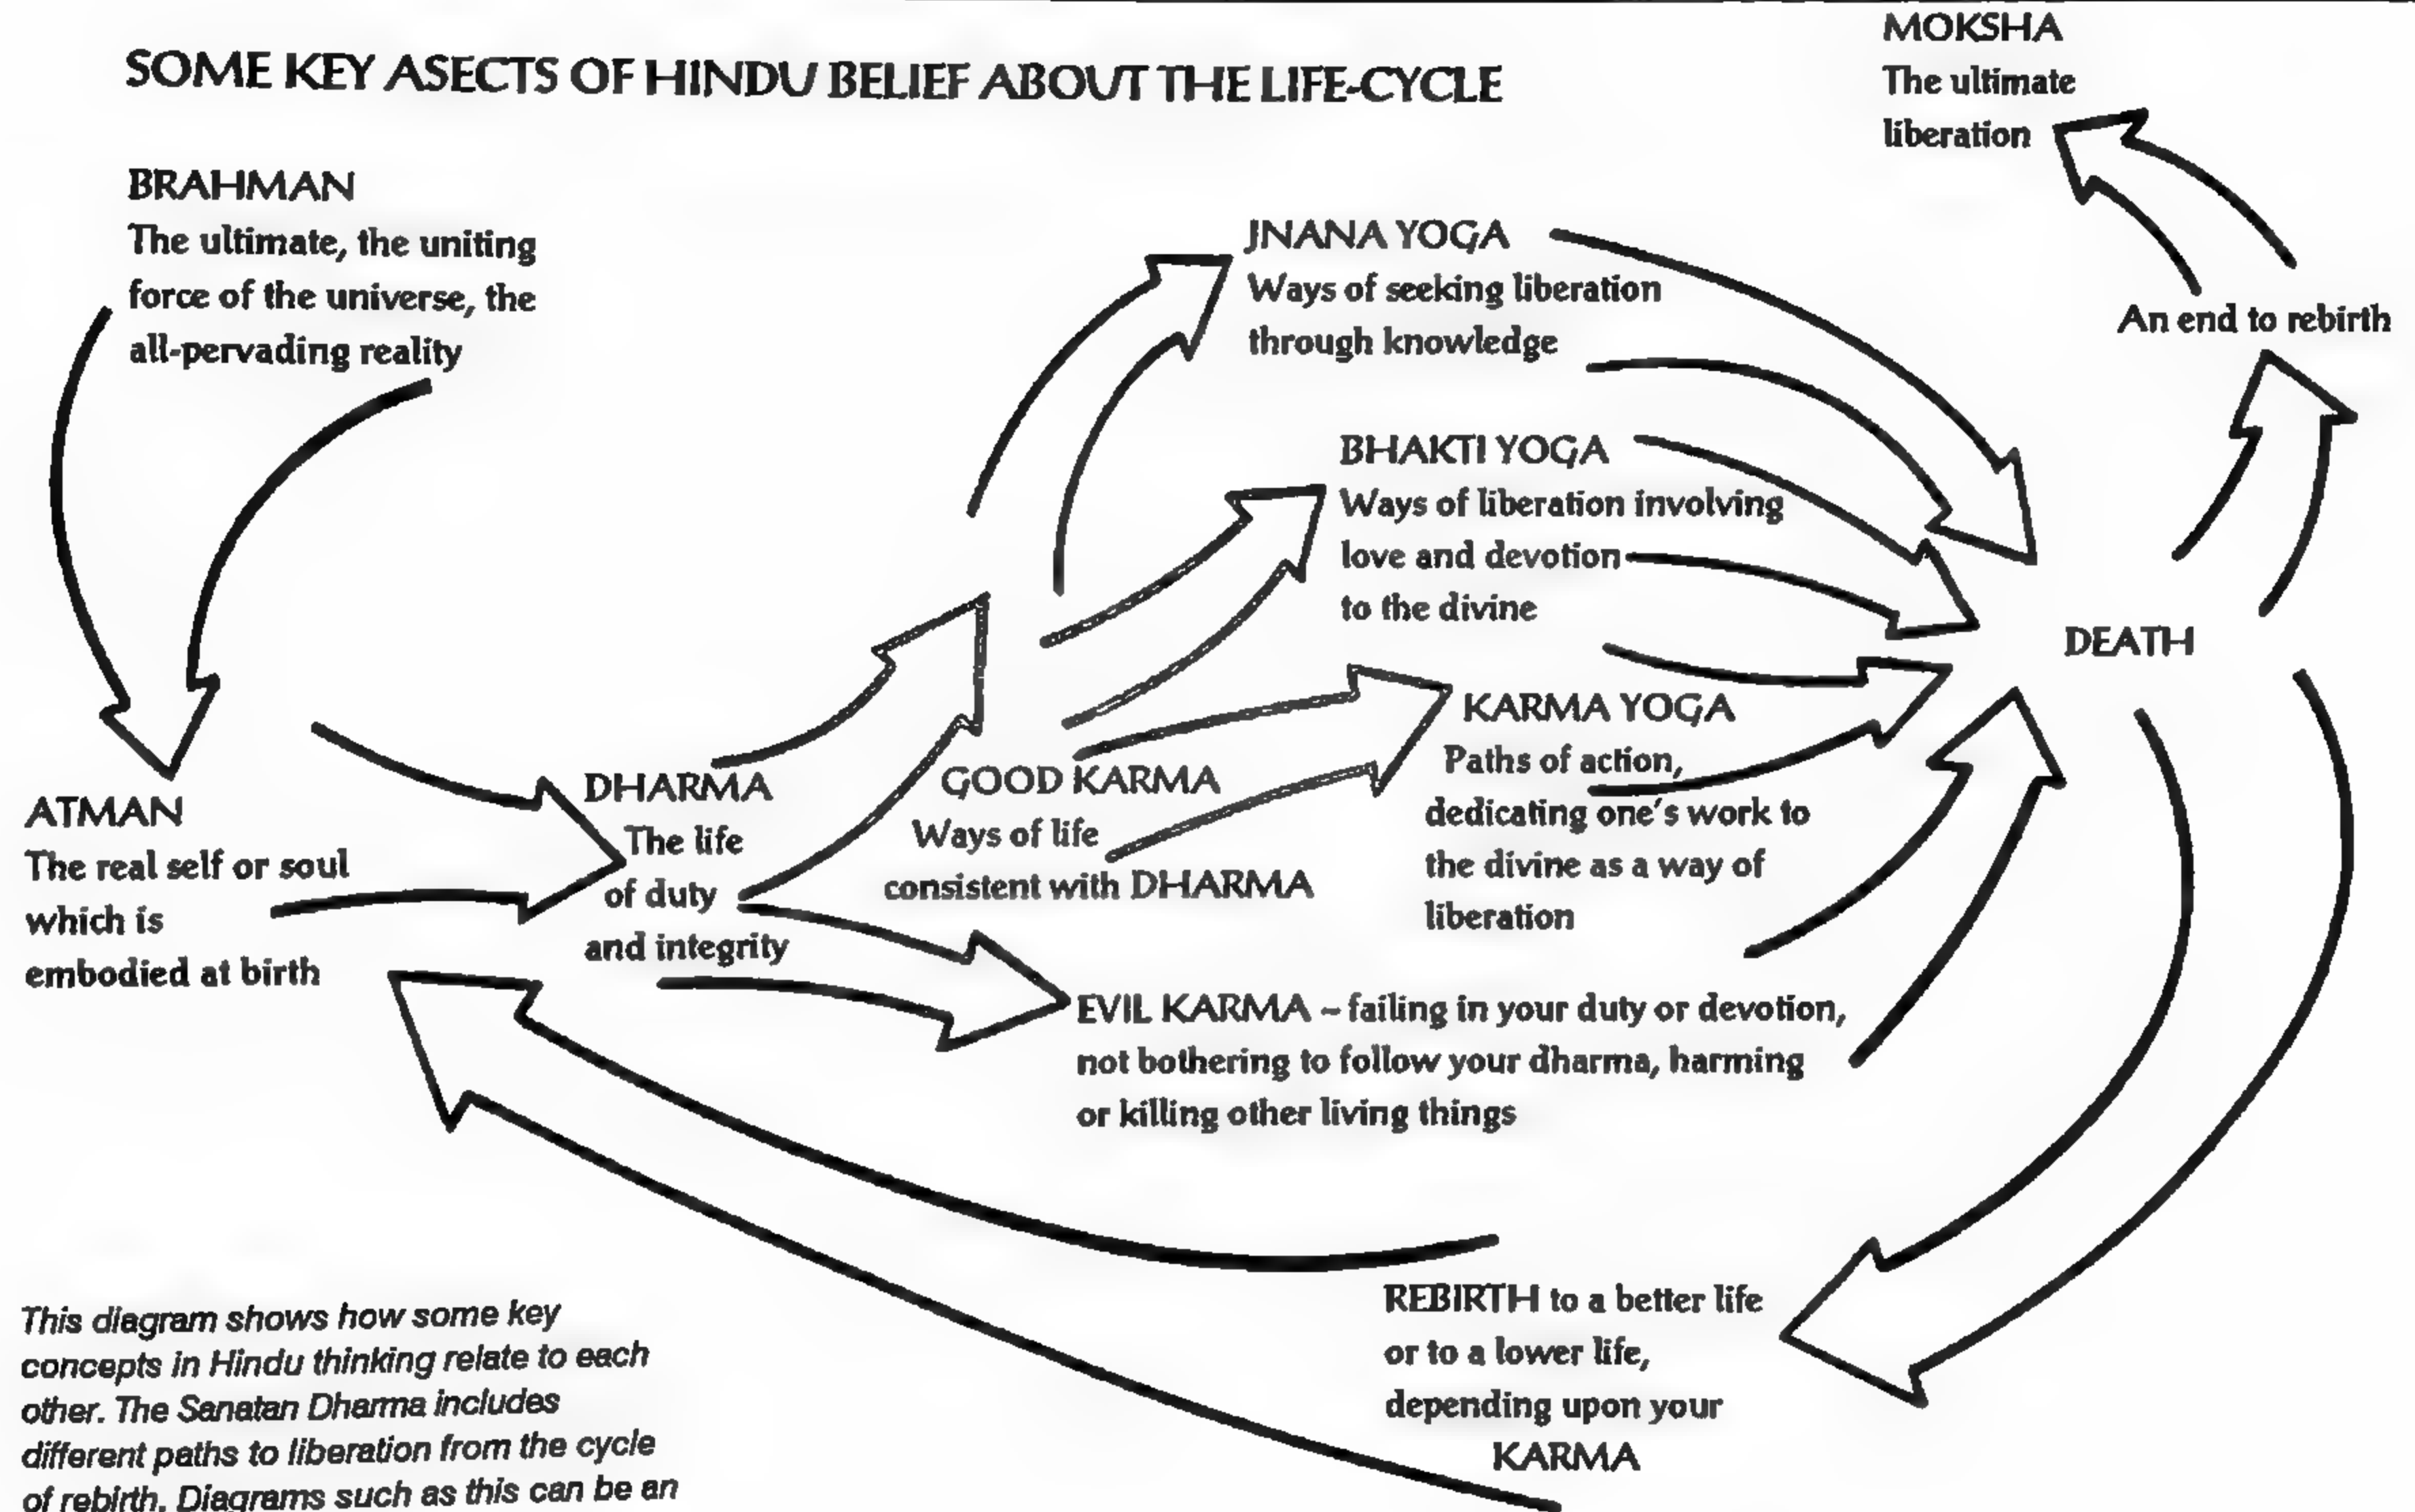 SOME KEY ASECTS OF HINDU BELIEF ABOUT THE LIFE-CYCLE
MOKSHA
The ultimate
liberation
BRAHMAN
The ultimate, the uniting
force of the universe, the
all-pervading reality
JNANA YOGA
Ways of seeking liberation
through knowledge
An end to rebirth
BHAKTI YOGA
Ways of liberation involving
love and devotion
to the divine
DEATH
KARMA YOGA
Paths of action,
dedicating one's work to
the divine as a way of
liberation
ATMAN
The real self or soul
which is
embodied at birth
DHARMA
The life
of duty
and integrity
GOOD KARMA
Ways of life
consistent with DHARMA
EVIL KARMA – failing in your duty or devotion,
not bothering to follow your dharma, harming
or killing other living things
REBIRTH to a better life
or to a lower life,
depending upon your
KARMA
This diagram shows how some key
concepts in Hindu thinking relate to each
other. The Sanatan Dharma includes
different paths to liberation from the cycle
of rebirth. Diagrams such as this can be an